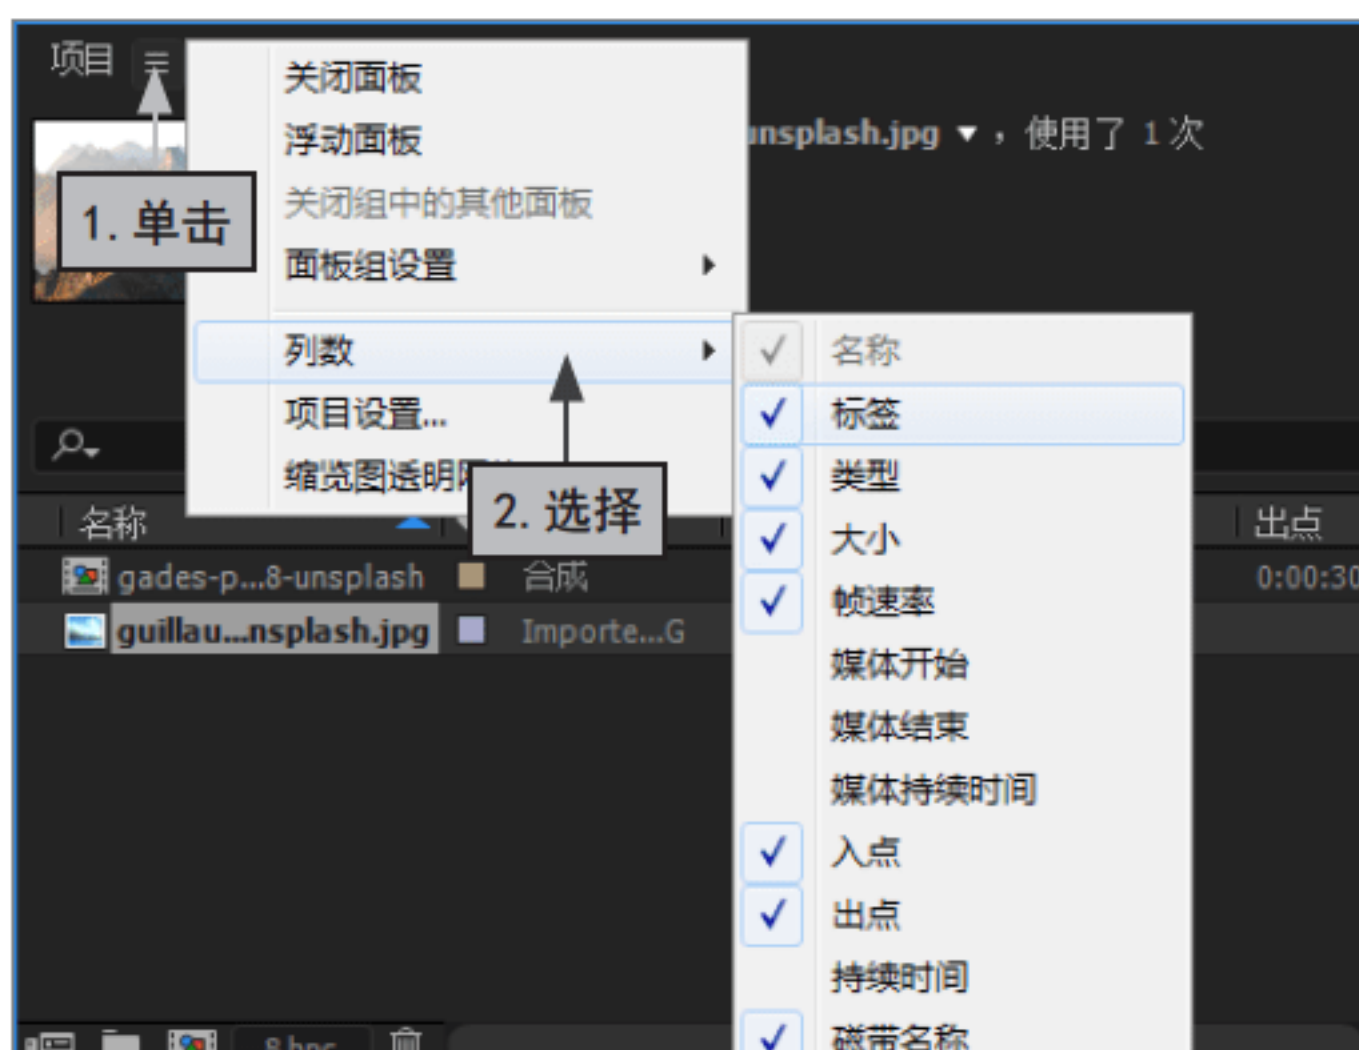 项目
关闭面板
浮动面板
关闭组中的其他面板
面板组设置
列数
项目设置...
缩览图透明
1. 单击
2. 选择
unsplash.jpg ，使用了 1 次
名称
标签
类型
大小
帧速率
媒体开始
媒体结束
媒体持续时间
入点
出点
持续时间
磁带名称
名称
出点
gades-p...8-unsplash
合成
0:00:30
guillau...nsplash.jpg
Importe...G
8 bpc